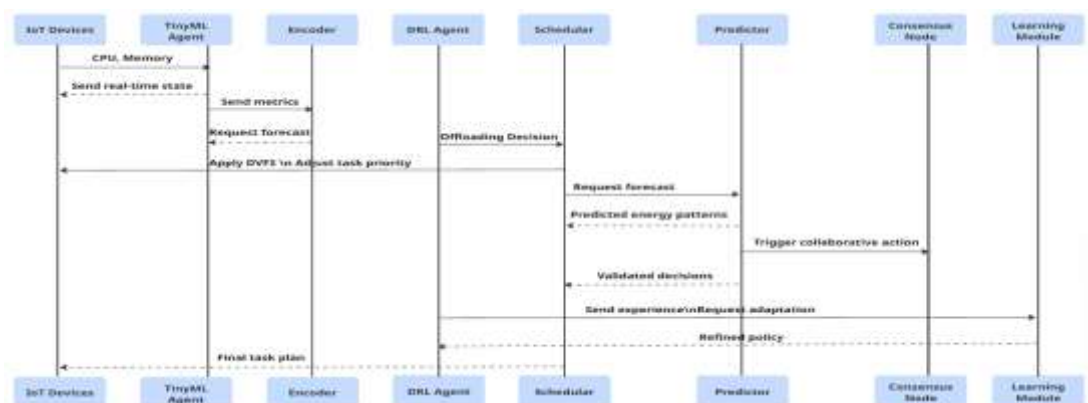 IoT Devices
TinyML
Agent
Encoder
DRL Agent
Schedular
Predictor
Consensus
Node
Learning
Module
CPU, Memory
Send real-time state
Send metrics
Request forecast
Offloading Decision
Apply DVFS \n Adjust task priority
Request forecast
Predicted energy patterns
Trigger collaborative action
Validated decisions
Send experience\nRequest adaptation
Refined policy
Final task plan
IoT Devices
TinyML
Agent
Encoder
DRL Agent
Schedular
Predictor
Consensus
Node
Learning
Module